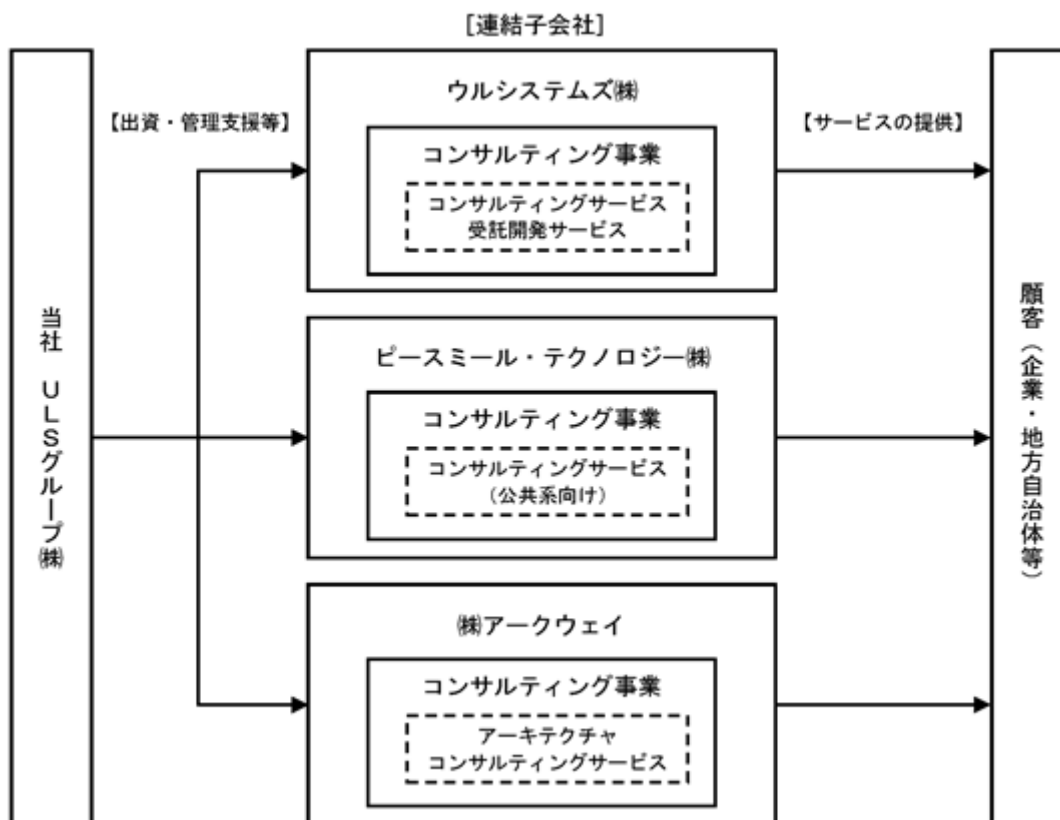 [連結子会社]
【出資・管理支援等】
【サービスの提供】
当社 ULSグループ㈱
ウルシステムズ㈱
コンサルティング事業
コンサルティングサービス
受託開発サービス
ピースミール・テクノロジー㈱
コンサルティング事業
コンサルティングサービス
(公共系向け)
㈱アークウェイ
コンサルティング事業
アーキテクチャ
コンサルティングサービス
顧客(企業・地方自治体等)